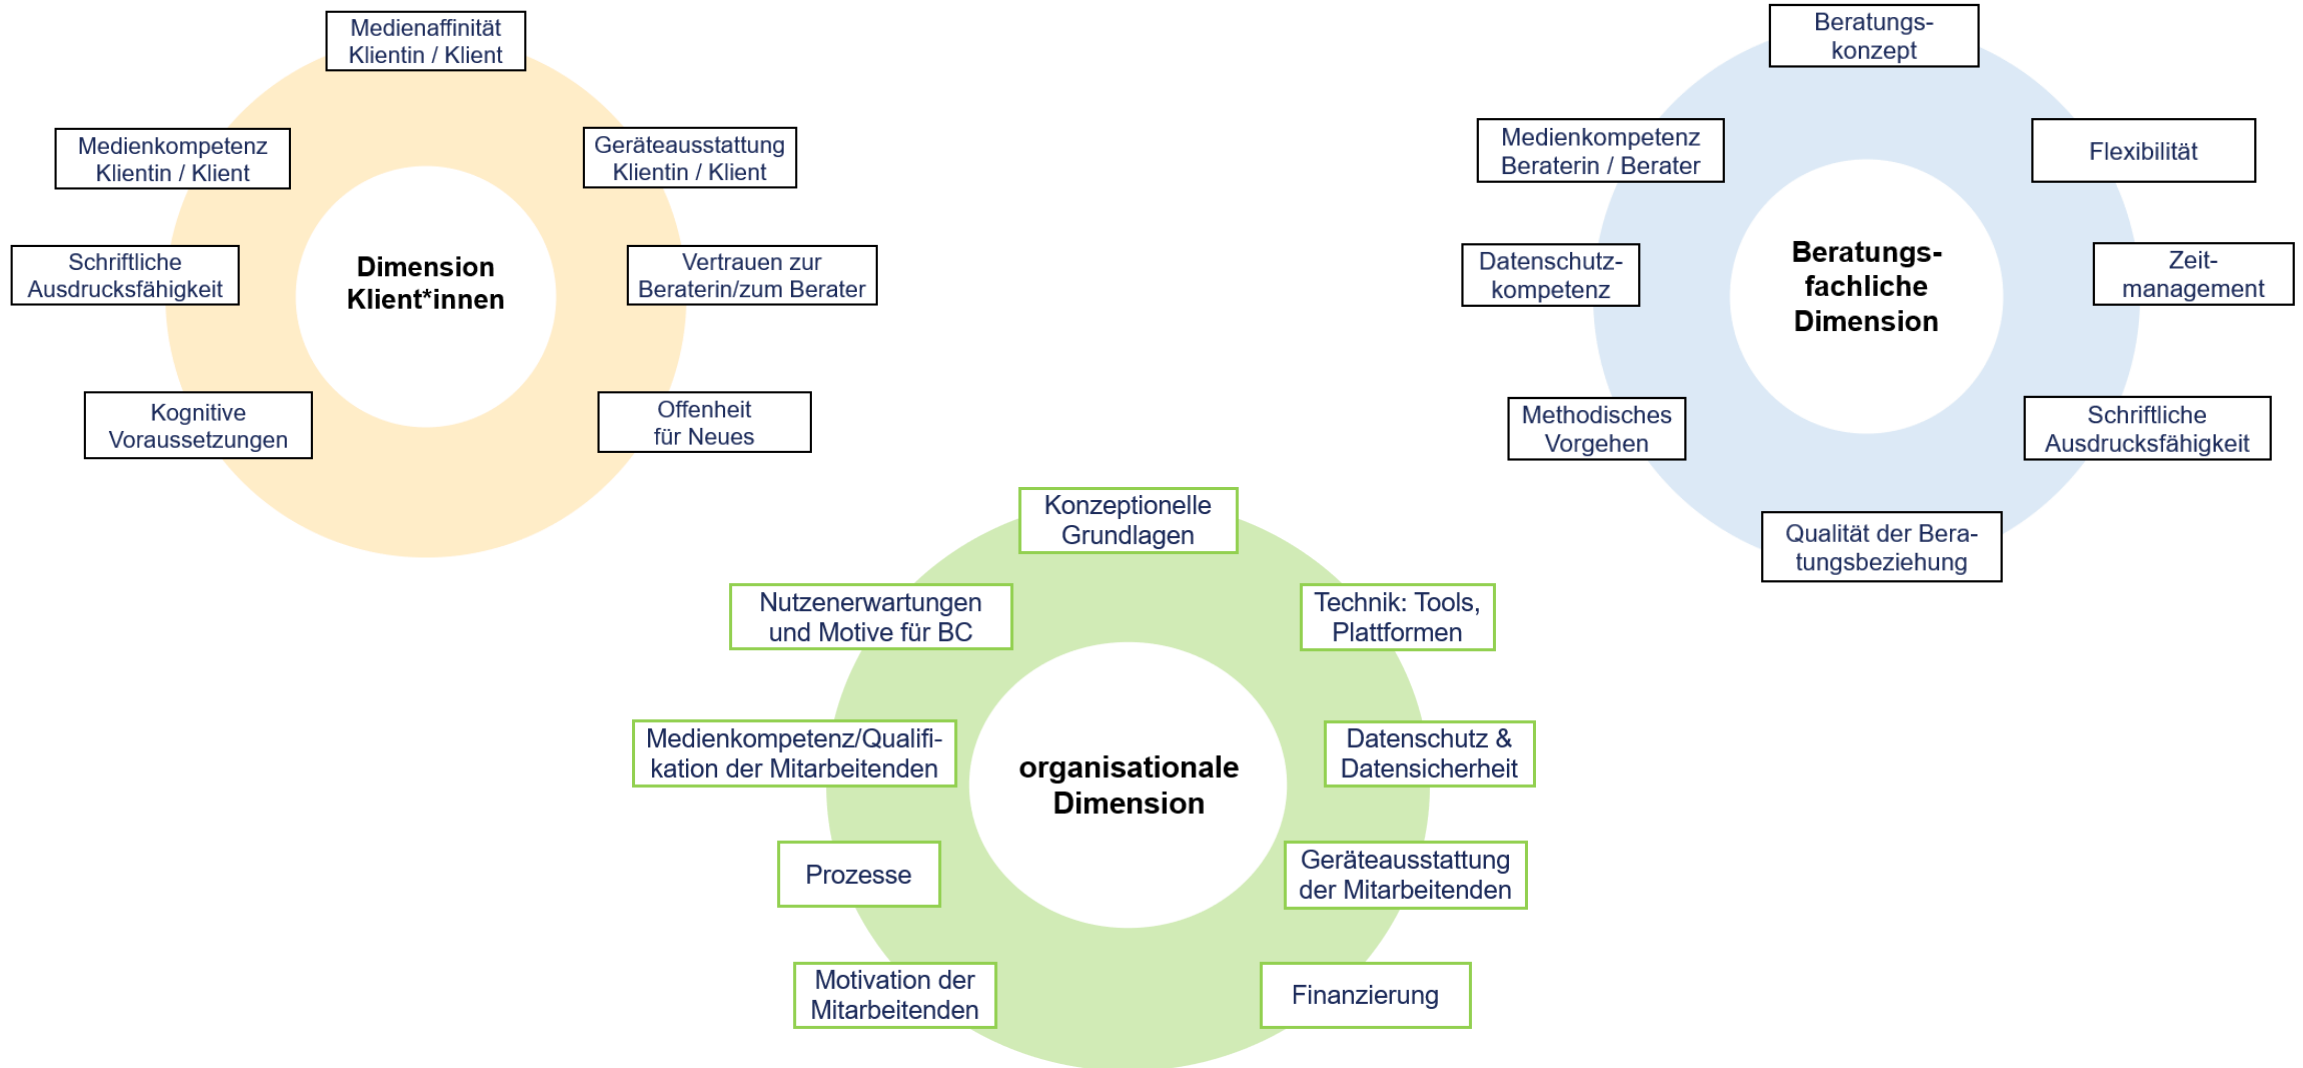 Medienaffinität
Klientin / Klient
Medienkompetenz
Klientin / Klient
Geräteausstattung
Klientin / Klient
Schriftliche
Ausdrucksfähigkeit
Dimension
Klient*innen
Vertrauen zur
Beraterin/zum Berater
Kognitive
Voraussetzungen
Offenheit
für Neues
Beratungs-
konzept
Medienkompetenz
Beraterin / Berater
Flexibilität
Datenschutz-
kompetenz
Beratungs-
fachliche
Dimension
Zeit-
management
Methodisches
Vorgehen
Schriftliche
Ausdrucksfähigkeit
Qualität der Bera-
tungsbeziehung
Konzeptionelle
Grundlagen
Nutzenerwartungen
und Motive für BC
Technik: Tools,
Plattformen
Medienkompetenz/Qualifi-
kation der Mitarbeitenden
organisationale
Dimension
Datenschutz &
Datensicherheit
Prozesse
Geräteausstattung
der Mitarbeitenden
Motivation der
Mitarbeitenden
Finanzierung